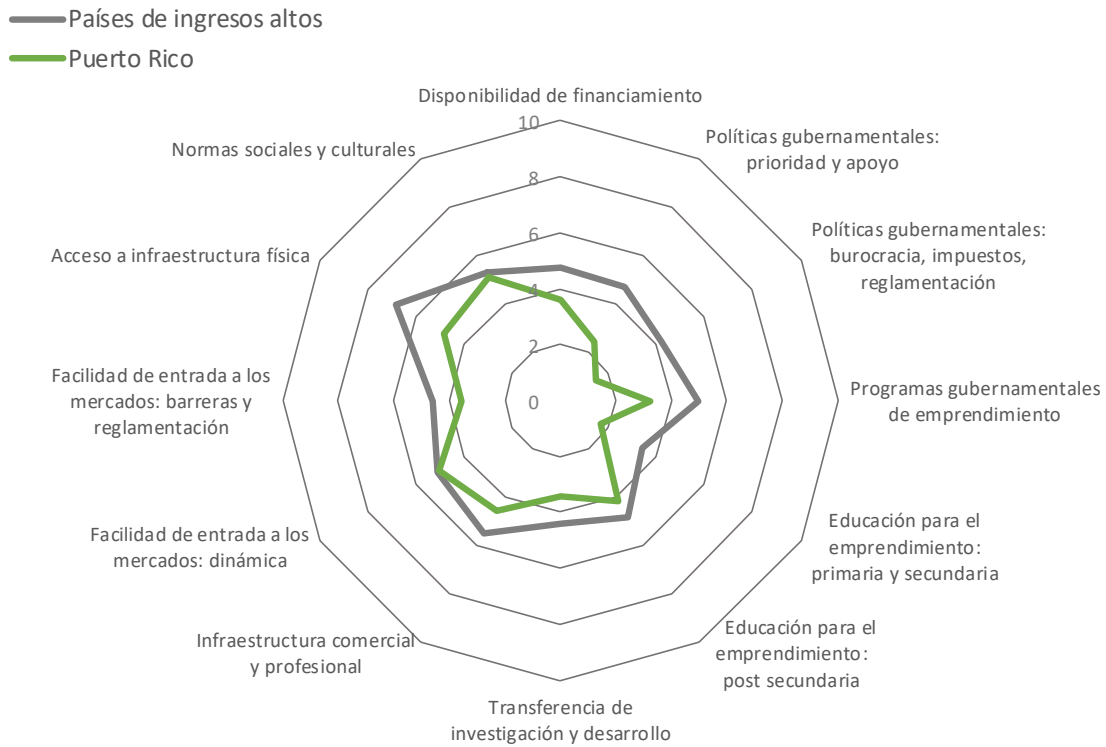 Países de ingresos altos
Puerto Rico
Disponibilidad de financiamiento
10
Políticas gubernamentales:
prioridad y apoyo
Normas sociales y culturales
8
Políticas gubernamentales:
burocracia, impuestos,
reglamentación
Acceso a infraestructura física
6
4
2
Facilidad de entrada a los
mercados: barreras y
reglamentación
0
Programas gubernamentales
de emprendimiento
Facilidad de entrada a los
mercados: dinámica
Educación para el
emprendimiento:
primaria y secundaria
Infraestructura comercial
y profesional
Educación para el
emprendimiento:
post secundaria
Transferencia de
investigación y desarrollo